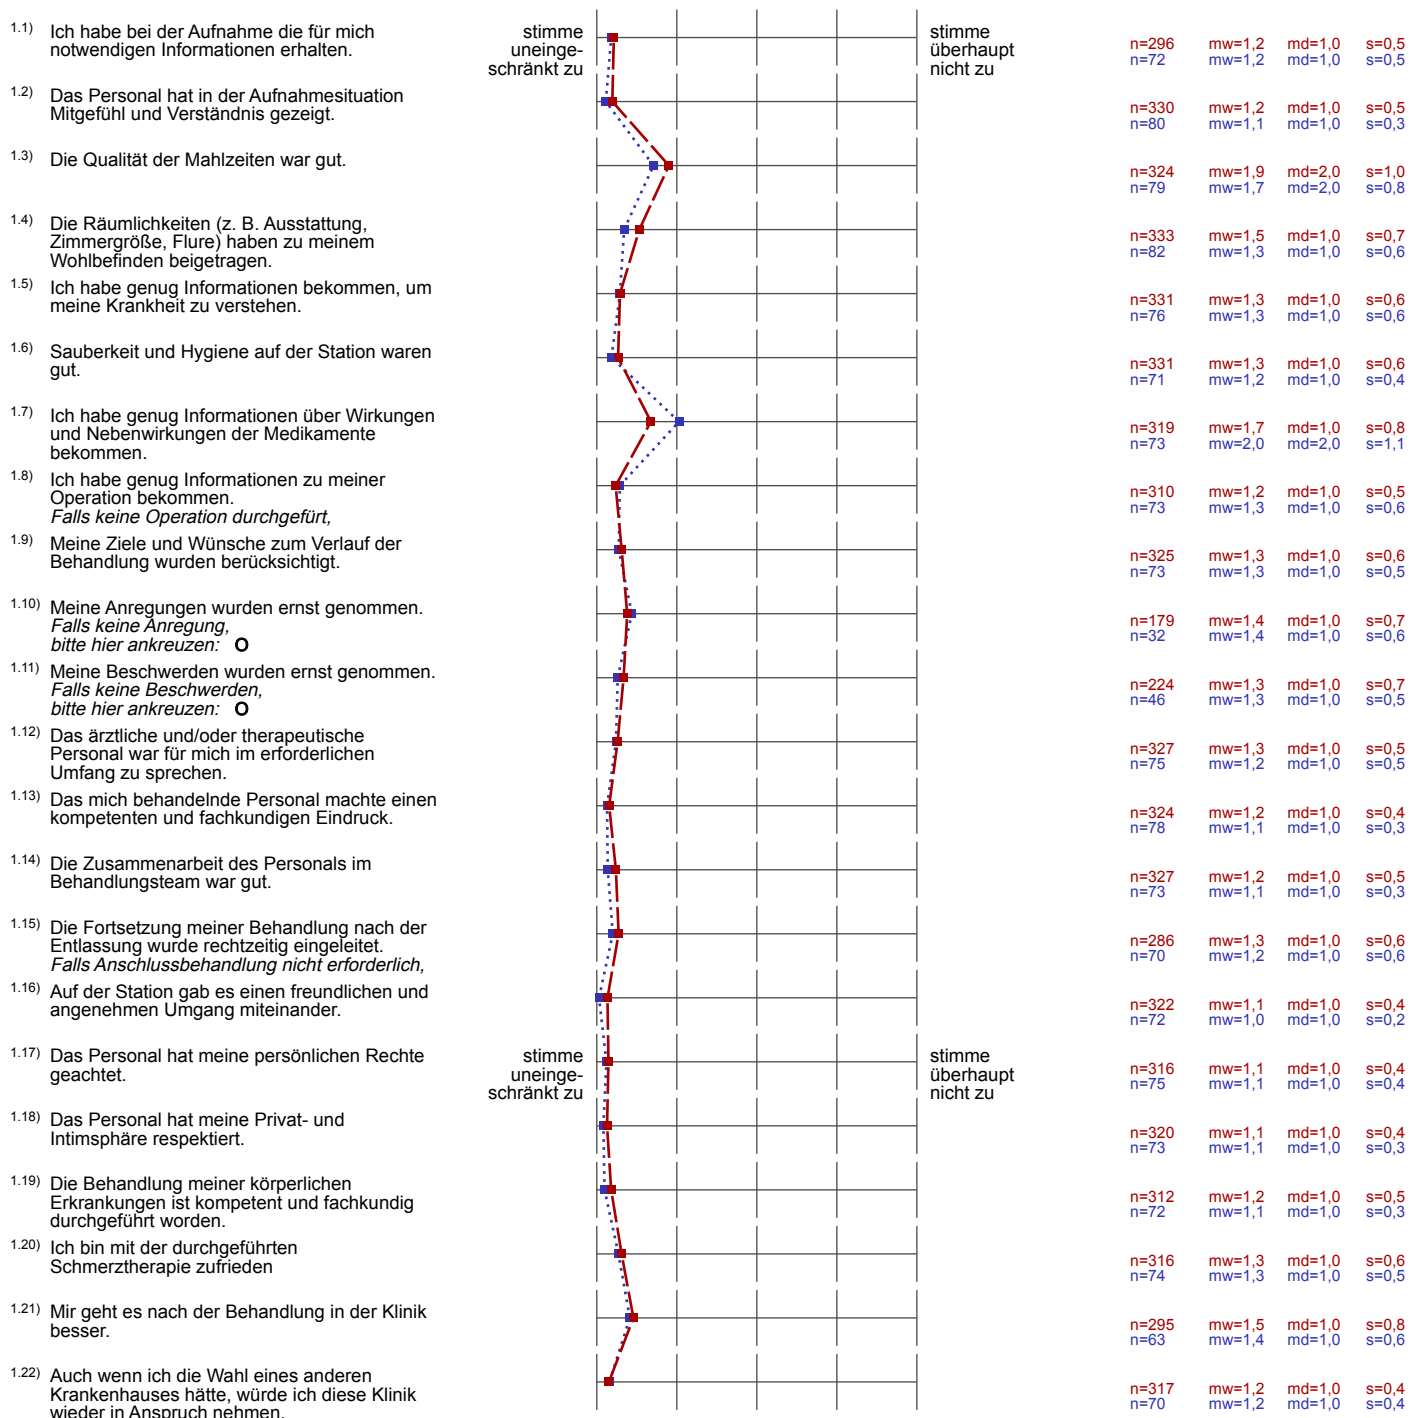 1.1) Ich habe bei der Aufnahme die für mich
notwendigen Informationen erhalten.
stimme
uneinge-
schränkt zu
stimme
überhaupt
nicht zu
n=296 mw=1,2 md=1,0 s=0,5
n=72 mw=1,2 md=1,0 s=0,5
1.2) Das Personal hat in der Aufnahmesituation
Mitgefühl und Verständnis gezeigt.
n=330 mw=1,2 md=1,0 s=0,5
n=80 mw=1,1 md=1,0 s=0,3
1.3) Die Qualität der Mahlzeiten war gut.
n=324 mw=1,9 md=2,0 s=1,0
n=79 mw=1,7 md=2,0 s=0,8
1.4) Die Räumlichkeiten (z. B. Ausstattung,
Zimmergröße, Flure) haben zu meinem
Wohlbefinden beigetragen.
n=333 mw=1,5 md=1,0 s=0,7
n=82 mw=1,3 md=1,0 s=0,6
1.5) Ich habe genug Informationen bekommen, um
meine Krankheit zu verstehen.
n=331 mw=1,3 md=1,0 s=0,6
n=76 mw=1,3 md=1,0 s=0,6
1.6) Sauberkeit und Hygiene auf der Station waren
gut.
n=331 mw=1,3 md=1,0 s=0,6
n=71 mw=1,2 md=1,0 s=0,4
1.7) Ich habe genug Informationen über Wirkungen
und Nebenwirkungen der Medikamente
bekommen.
n=319 mw=1,7 md=1,0 s=0,8
n=73 mw=2,0 md=2,0 s=1,1
1.8) Ich habe genug Informationen zu meiner
Operation bekommen.
Falls keine Operation durchgefürt,
n=310 mw=1,2 md=1,0 s=0,5
n=73 mw=1,3 md=1,0 s=0,6
1.9) Meine Ziele und Wünsche zum Verlauf der
Behandlung wurden berücksichtigt.
n=325 mw=1,3 md=1,0 s=0,6
n=73 mw=1,3 md=1,0 s=0,5
1.10) Meine Anregungen wurden ernst genommen.
Falls keine Anregung,
bitte hier ankreuzen: O
n=179 mw=1,4 md=1,0 s=0,7
n=32 mw=1,4 md=1,0 s=0,6
1.11) Meine Beschwerden wurden ernst genommen.
Falls keine Beschwerden,
bitte hier ankreuzen: O
n=224 mw=1,3 md=1,0 s=0,7
n=46 mw=1,3 md=1,0 s=0,5
1.12) Das ärztliche und/oder therapeutische
Personal war für mich im erforderlichen
Umfang zu sprechen.
n=327 mw=1,3 md=1,0 s=0,5
n=75 mw=1,2 md=1,0 s=0,5
1.13) Das mich behandelnde Personal machte einen
kompetenten und fachkundigen Eindruck.
n=324 mw=1,2 md=1,0 s=0,4
n=78 mw=1,1 md=1,0 s=0,3
1.14) Die Zusammenarbeit des Personals im
Behandlungsteam war gut.
n=327 mw=1,2 md=1,0 s=0,5
n=73 mw=1,1 md=1,0 s=0,3
1.15) Die Fortsetzung meiner Behandlung nach der
Entlassung wurde rechtzeitig eingeleitet.
Falls Anschlussbehandlung nicht erforderlich,
n=286 mw=1,3 md=1,0 s=0,6
n=70 mw=1,2 md=1,0 s=0,6
1.16) Auf der Station gab es einen freundlichen und
angenehmen Umgang miteinander.
n=322 mw=1,1 md=1,0 s=0,4
n=72 mw=1,0 md=1,0 s=0,2
1.17) Das Personal hat meine persönlichen Rechte
geachtet.
stimme
uneinge-
schränkt zu
stimme
überhaupt
nicht zu
n=316 mw=1,1 md=1,0 s=0,4
n=75 mw=1,1 md=1,0 s=0,4
1.18) Das Personal hat meine Privat- und
Intimsphäre respektiert.
n=320 mw=1,1 md=1,0 s=0,4
n=73 mw=1,1 md=1,0 s=0,3
1.19) Die Behandlung meiner körperlichen
Erkrankungen ist kompetent und fachkundig
durchgeführt worden.
n=312 mw=1,2 md=1,0 s=0,5
n=72 mw=1,1 md=1,0 s=0,3
1.20) Ich bin mit der durchgeführten
Schmerztherapie zufrieden
n=316 mw=1,3 md=1,0 s=0,6
n=74 mw=1,3 md=1,0 s=0,5
1.21) Mir geht es nach der Behandlung in der Klinik
besser.
n=295 mw=1,5 md=1,0 s=0,8
n=63 mw=1,4 md=1,0 s=0,6
1.22) Auch wenn ich die Wahl eines anderen
Krankenhauses hätte, würde ich diese Klinik
wieder in Anspruch nehmen.
n=317 mw=1,2 md=1,0 s=0,4
n=70 mw=1,2 md=1,0 s=0,4